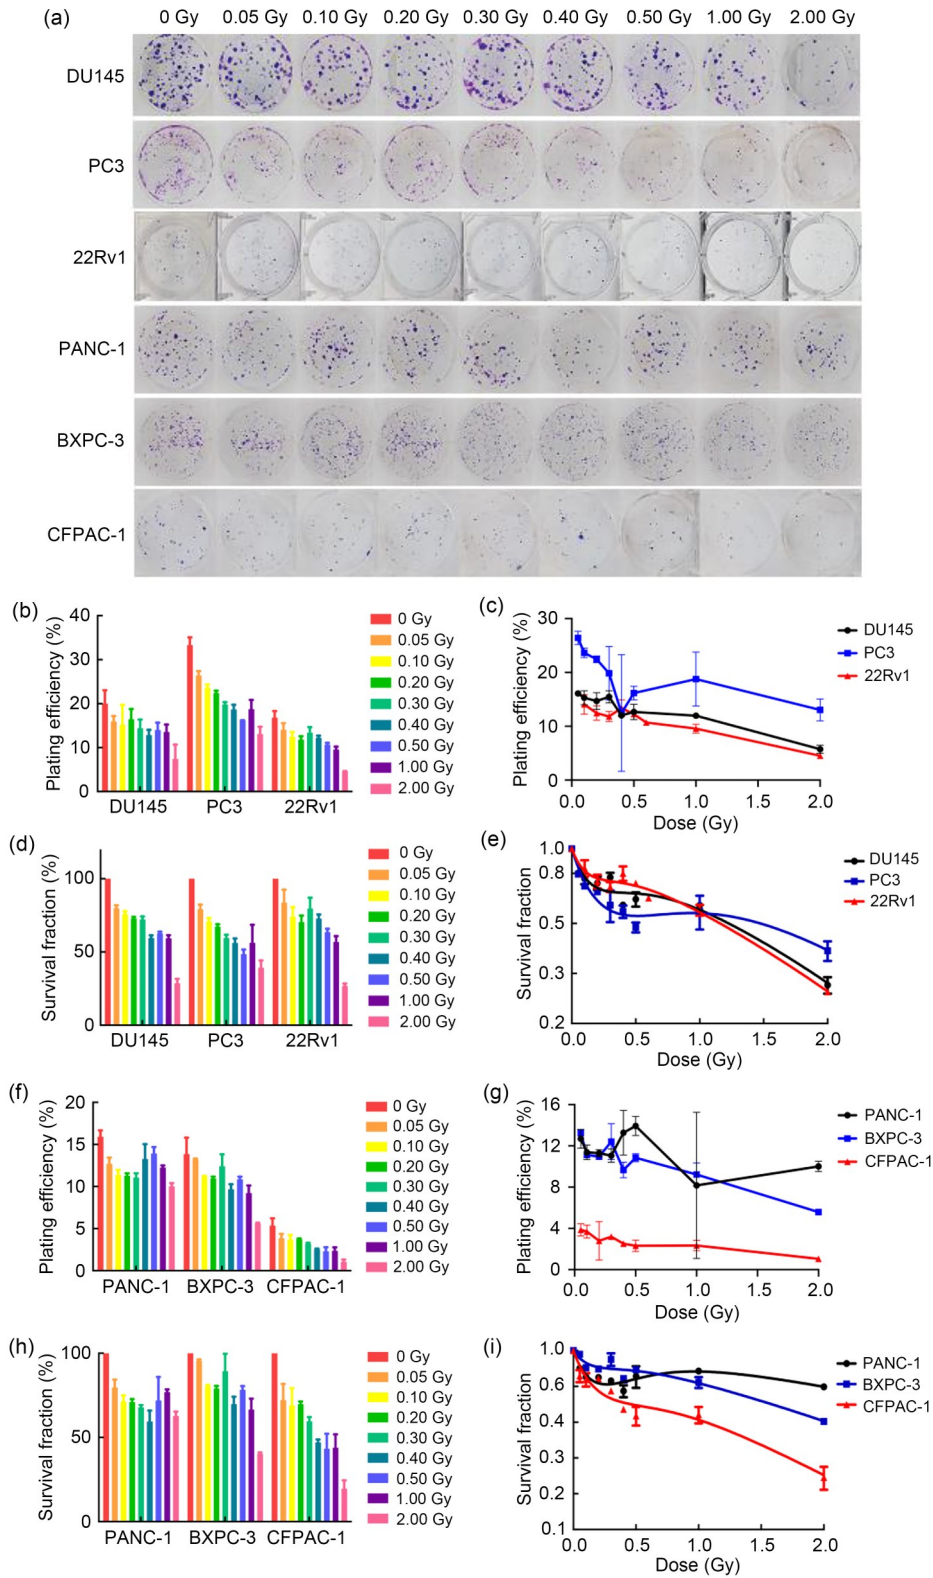 (a) 0 Gy 0.05 Gy 0.10 Gy 0.20 Gy 0.30 Gy 0.40 Gy 0.50 Gy 1.00 Gy 2.00 Gy
DU145
PC3
22Rv1
PANC-1
BXPC-3
CFPAC-1
(b)
Plating efficiency (%)
40
30
20
10
0
DU145 PC3 22Rv1
0 Gy
0.05 Gy
0.10 Gy
0.20 Gy
0.30 Gy
0.40 Gy
0.50 Gy
1.00 Gy
2.00 Gy
(c)
Plating efficiency (%)
30
20
10
0
0.0 0.5 1.0 1.5 2.0
Dose (Gy)
DU145
PC3
22Rv1
(d)
Survival fraction (%)
100
50
0
DU145 PC3 22Rv1
0 Gy
0.05 Gy
0.10 Gy
0.20 Gy
0.30 Gy
0.40 Gy
0.50 Gy
1.00 Gy
2.00 Gy
(e)
Survival fraction
1.0
0.8
0.5
0.3
0.2
0.0 0.5 1.0 1.5 2.0
Dose (Gy)
DU145
PC3
22Rv1
(f)
Plating efficiency (%)
20
15
10
5
0
PANC-1 BXPC-3 CFPAC-1
0 Gy
0.05 Gy
0.10 Gy
0.20 Gy
0.30 Gy
0.40 Gy
0.50 Gy
1.00 Gy
2.00 Gy
(g)
Plating efficiency (%)
16
12
8
4
0
0.0 0.5 1.0 1.5 2.0
Dose (Gy)
PANC-1
BXPC-3
CFPAC-1
(h)
Survival fraction (%)
100
50
0
PANC-1 BXPC-3 CFPAC-1
0 Gy
0.05 Gy
0.10 Gy
0.20 Gy
0.30 Gy
0.40 Gy
0.50 Gy
1.00 Gy
2.00 Gy
(i)
Survival fraction
1.0
0.6
0.4
0.3
0.2
0.1
0.0 0.5 1.0 1.5 2.0
Dose (Gy)
PANC-1
BXPC-3
CFPAC-1